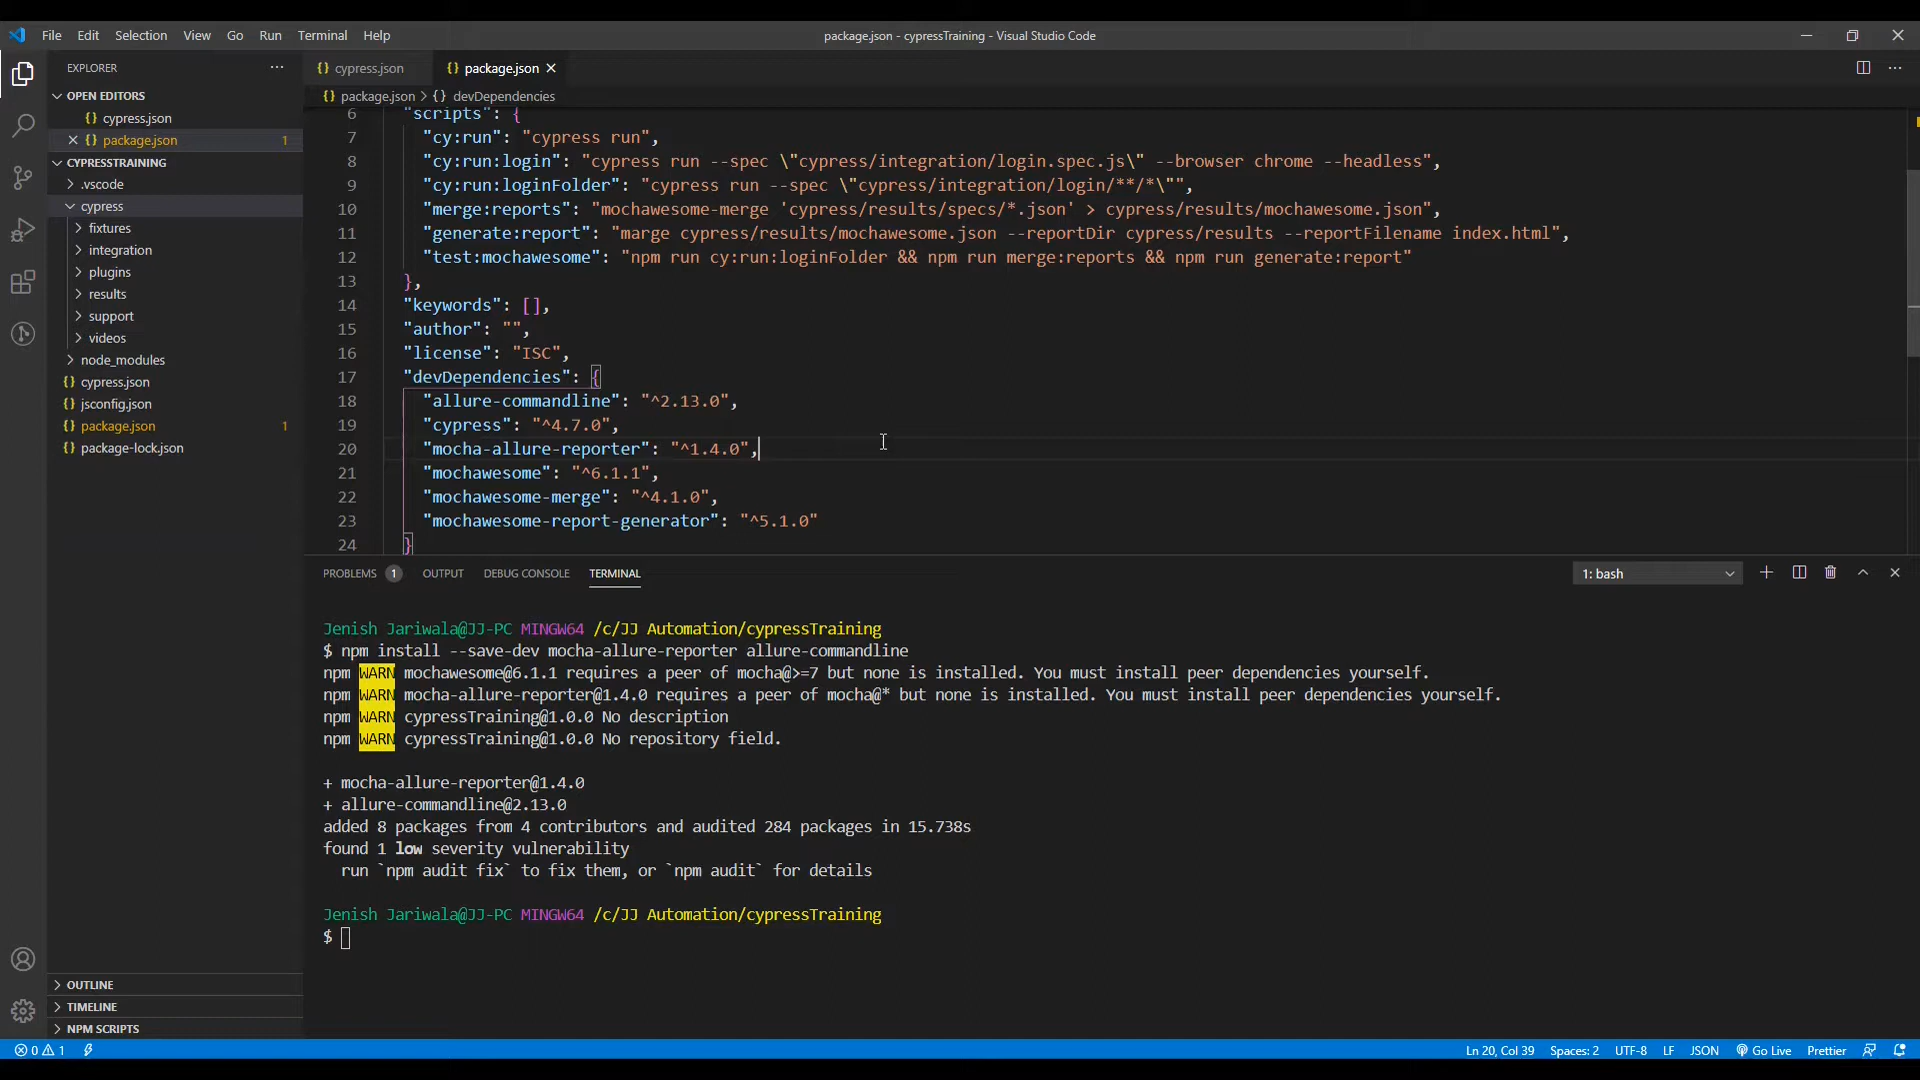 File Edit Selection View Go Run Terminal Help
package.json - cypressTraining - Visual Studio Code
EXPLORER
OPEN EDITORS
cypress.json
package.json 1
CYPRESSTRAINING
.vscode
cypress
fixtures
integration
plugins
results
support
videos
node_modules
cypress.json
jsconfig.json
package.json 1
package-lock.json
OUTLINE
TIMELINE
NPM SCRIPTS
{} cypress.json
{} package.json
{} package.json > {} devDependencies
6 "scripts": {
7 "cy:run": "cypress run",
8 "cy:run:login": "cypress run --spec \"cypress/integration/login.spec.js\" --browser chrome --headless",
9 "cy:run:loginFolder": "cypress run --spec \"cypress/integration/login/**/*\"",
10 "merge:reports": "mochawesome-merge 'cypress/results/specs/*.json' > cypress/results/mochawesome.json",
11 "generate:report": "marge cypress/results/mochawesome.json --reportDir cypress/results --reportFilename index.html",
12 "test:mochawesome": "npm run cy:run:loginFolder && npm run merge:reports && npm run generate:report"
13 },
14 "keywords": [],
15 "author": "",
16 "license": "ISC",
17 "devDependencies": {
18 "allure-commandline": "^2.13.0",
19 "cypress": "^4.7.0",
20 "mocha-allure-reporter": "^1.4.0",
21 "mochawesome": "^6.1.1",
22 "mochawesome-merge": "^4.1.0",
23 "mochawesome-report-generator": "^5.1.0"
24 }
PROBLEMS 1 OUTPUT DEBUG CONSOLE TERMINAL
1: bash
Jenish Jariwala@JJ-PC MINGW64 /c/JJ Automation/cypressTraining
$ npm install --save-dev mocha-allure-reporter allure-commandline
npm WARN mochawesome@6.1.1 requires a peer of mocha@>=7 but none is installed. You must install peer dependencies yourself.
npm WARN mocha-allure-reporter@1.4.0 requires a peer of mocha@* but none is installed. You must install peer dependencies yourself.
npm WARN cypressTraining@1.0.0 No description
npm WARN cypressTraining@1.0.0 No repository field.
+ mocha-allure-reporter@1.4.0
+ allure-commandline@2.13.0
added 8 packages from 4 contributors and audited 284 packages in 15.738s
found 1 low severity vulnerability
run `npm audit fix` to fix them, or `npm audit` for details
Jenish Jariwala@JJ-PC MINGW64 /c/JJ Automation/cypressTraining
$
0 1
Ln 20, Col 39 Spaces: 2 UTF-8 LF JSON Go Live Prettier